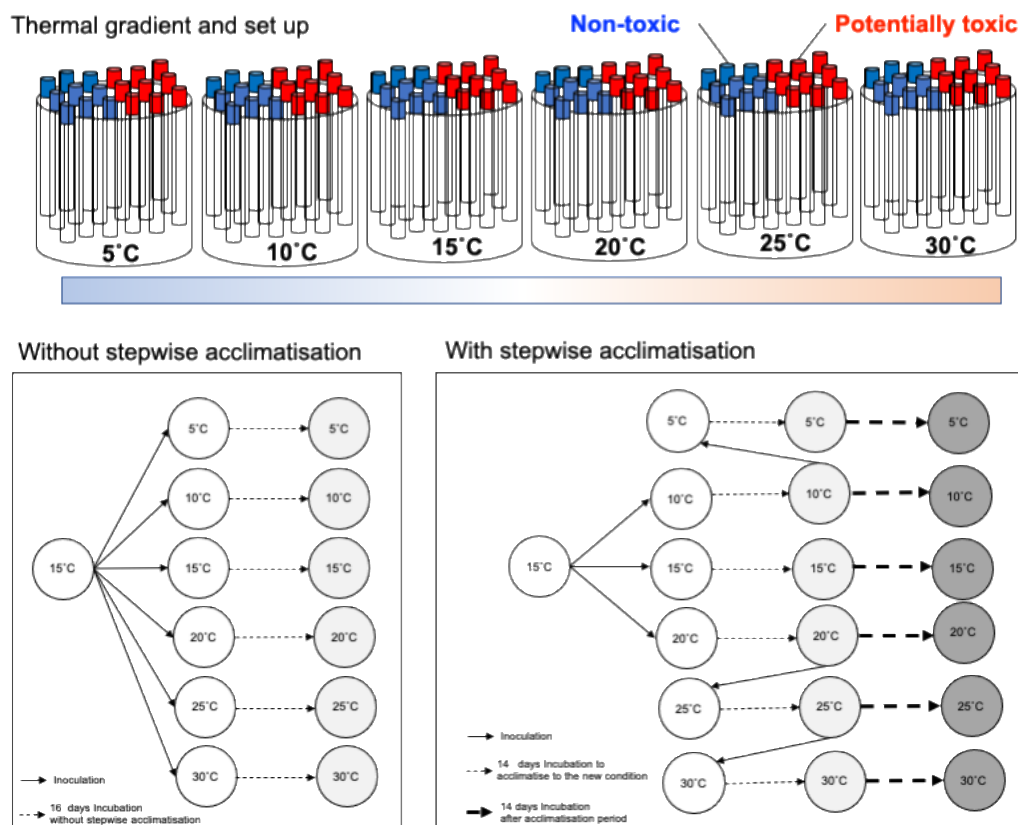 Thermal gradient and set up
Non-toxic
Potentially toxic
5˚C
10˚C
15˚C
20˚C
25˚C
30˚C
Without stepwise acclimatisation
15˚C
5˚C
5˚C
10˚C
10˚C
15˚C
15˚C
20˚C
20˚C
25˚C
25˚C
30˚C
30˚C
Inoculation
16 days Incubation
without stepwise acclimatisation
With stepwise acclimatisation
15˚C
5˚C
5˚C
5˚C
10˚C
10˚C
10˚C
15˚C
15˚C
15˚C
20˚C
20˚C
20˚C
25˚C
25˚C
25˚C
30˚C
30˚C
30˚C
Inoculation
14 days Incubation to
acclimatise to the new condition
14 days Incubation
after acclimatisation period